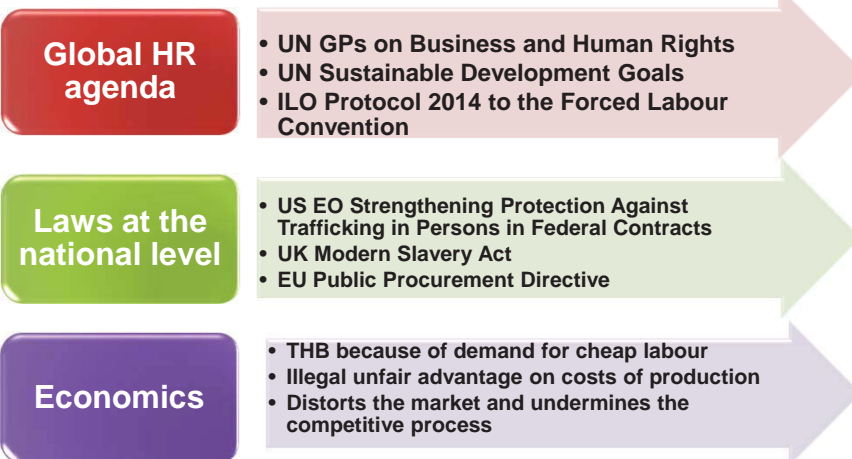 Global HR
agenda
• UN GPs on Business and Human Rights
• UN Sustainable Development Goals
• ILO Protocol 2014 to the Forced Labour
Convention
Laws at the
national level
• US EO Strengthening Protection Against
Trafficking in Persons in Federal Contracts
• UK Modern Slavery Act
• EU Public Procurement Directive
Economics
• THB because of demand for cheap labour
• Illegal unfair advantage on costs of production
• Distorts the market and undermines the
competitive process